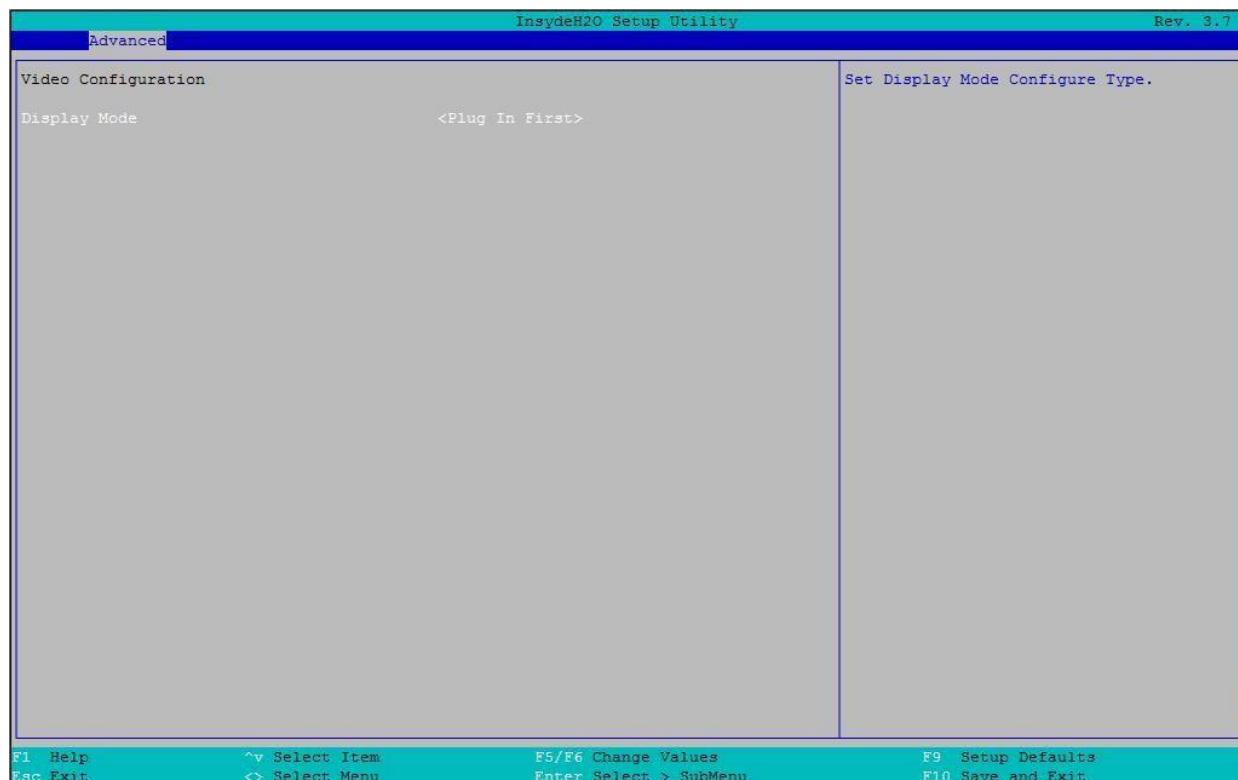 InsydeH2O Setup Utility Rev. 3.7
Advanced
Video Configuration
Set Display Mode Configure Type.
Display Mode <Plug In First>
F1 Help ^v Select Item F5/F6 Change Values F9 Setup Defaults
Esc Exit <> Select Menu Enter Select > SubMenu F10 Save and Exit